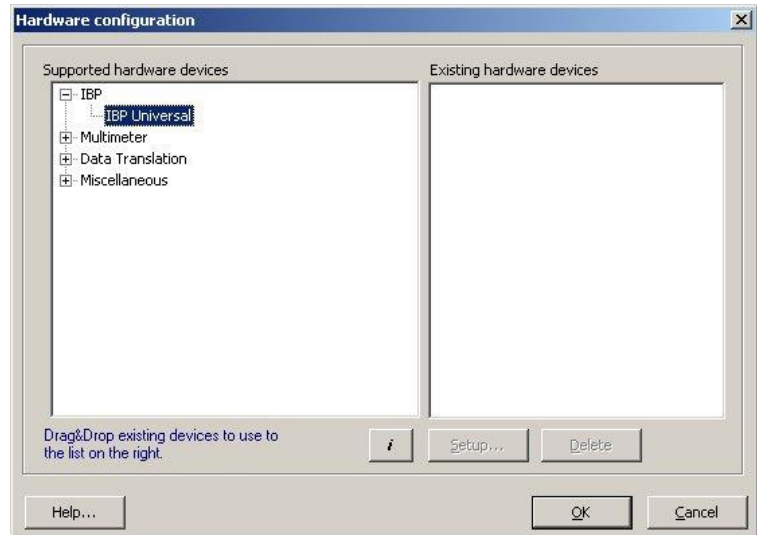 Hardware configuration
Supported hardware devices
Existing hardware devices
IBP
IBP Universal
Multimeter
Data Translation
Miscellaneous
Drag&Drop existing devices to use to
the list on the right.
i
Setup...
Delete
Help...
OK
Cancel